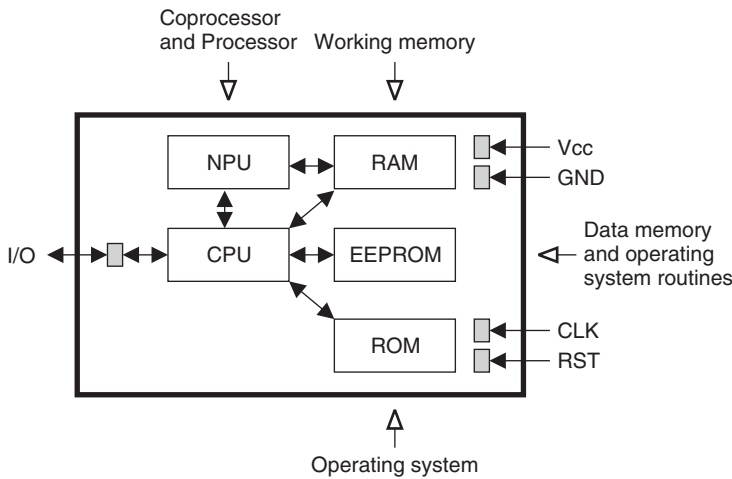 Coprocessor
and Processor
Working memory
NPU
RAM
Vcc
GND
I/O
CPU
EEPROM
Data memory
and operating
system routines
ROM
CLK
RST
Operating system